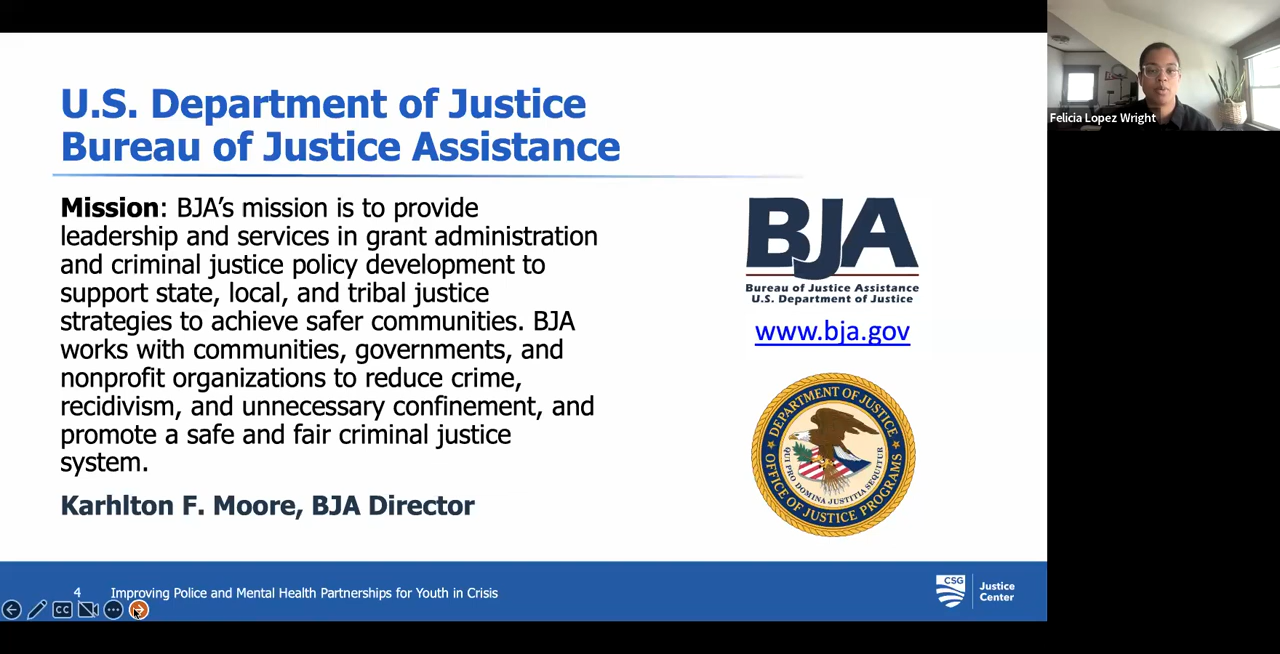 U.S. Department of Justice
Bureau of Justice Assistance
Mission: BJA’s mission is to provide
leadership and services in grant administration
and criminal justice policy development to
support state, local, and tribal justice
strategies to achieve safer communities. BJA
works with communities, governments, and
nonprofit organizations to reduce crime,
recidivism, and unnecessary confinement, and
promote a safe and fair criminal justice
system.
Karhlton F. Moore, BJA Director
BJA
Bureau of Justice Assistance
U.S. Department of Justice
www.bja.gov
DEPARTMENT OF JUSTICE
QUI PRO DOMINA JUSTITIA SEQUITUR
OFFICE OF JUSTICE PROGRAMS
4 Improving Police and Mental Health Partnerships for Youth in Crisis
CC
CSG
Justice
Center
Felicia Lopez Wright